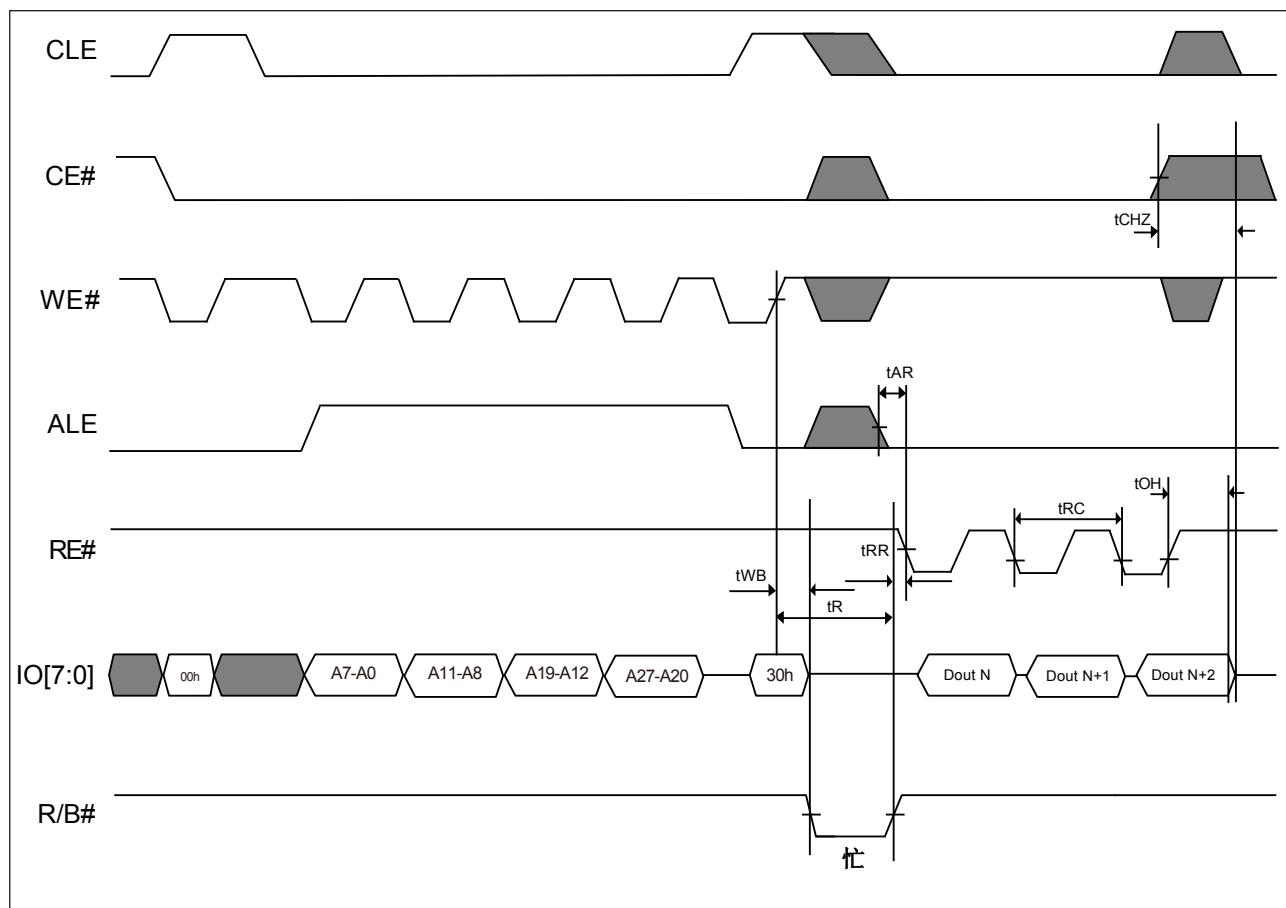 CLE
CE#
tCHZ
WE#
tAR
ALE
tOH
tRC
RE#
tRR
tWB
tR
IO[7:0]
00h
A7-A0
A11-A8
A19-A12
A27-A20
30h
Dout N
Dout N+1
Dout N+2
R/B#
忙